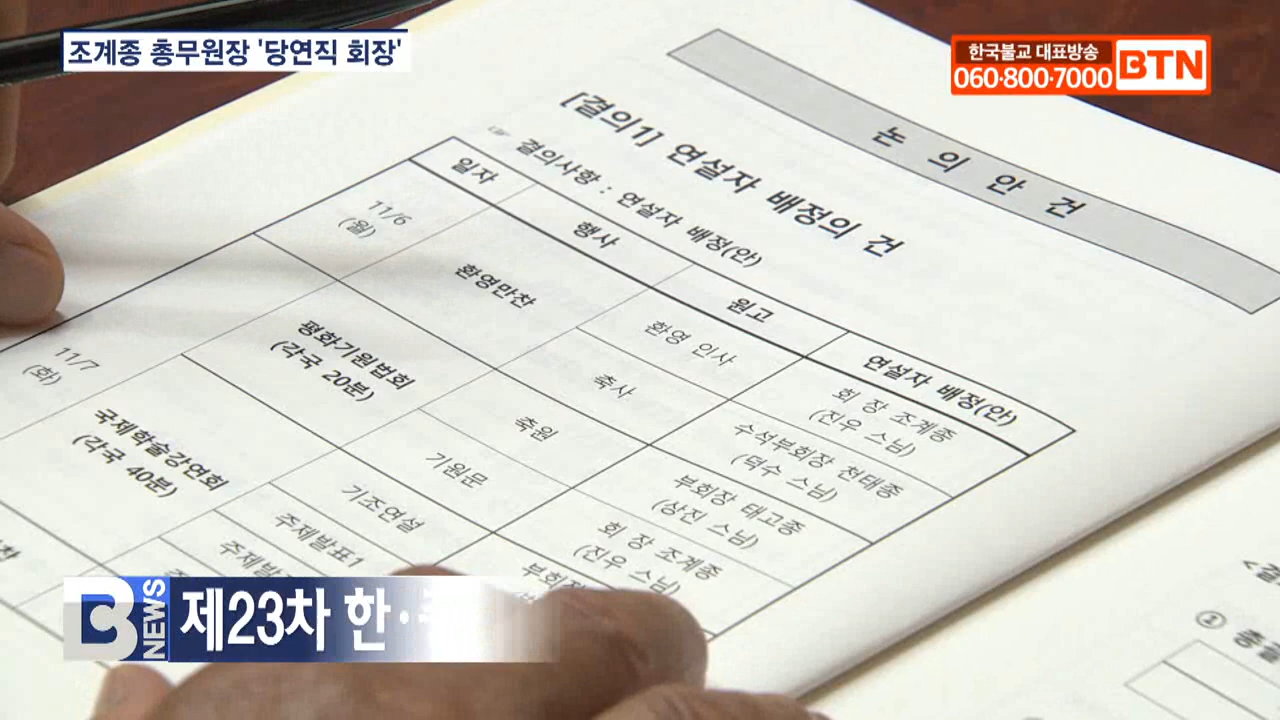 조계종 총무원장 '당연직 회장'
한국불교 대표방송
060·800·7000
BTN
논 의 안 건
[결의1] 연설자 배정의 건
결의사항 : 연설자 배정(안)
일자
행사
원고
연설자 배정(안)
11/6
(월)
환영만찬
환영 인사
회 장 조계종
(진우 스님)
축사
수석부회장 천태종
(덕수 스님)
11/7
(화)
평화기원법회
(각국 20분)
축원
부회장 태고종
(상진 스님)
기원문
회 장 조계종
(진우 스님)
국제학술강연회
(각국 40분)
기조연설
주제발표1
② 종
B NEWS
제23차 한·